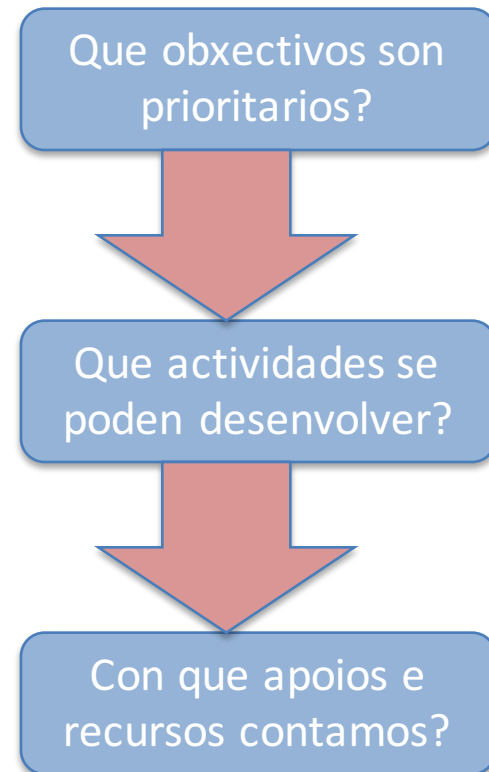 Que obxectivos son
prioritarios?
Que actividades se
poden desenvolver?
Con que apoios e
recursos contamos?